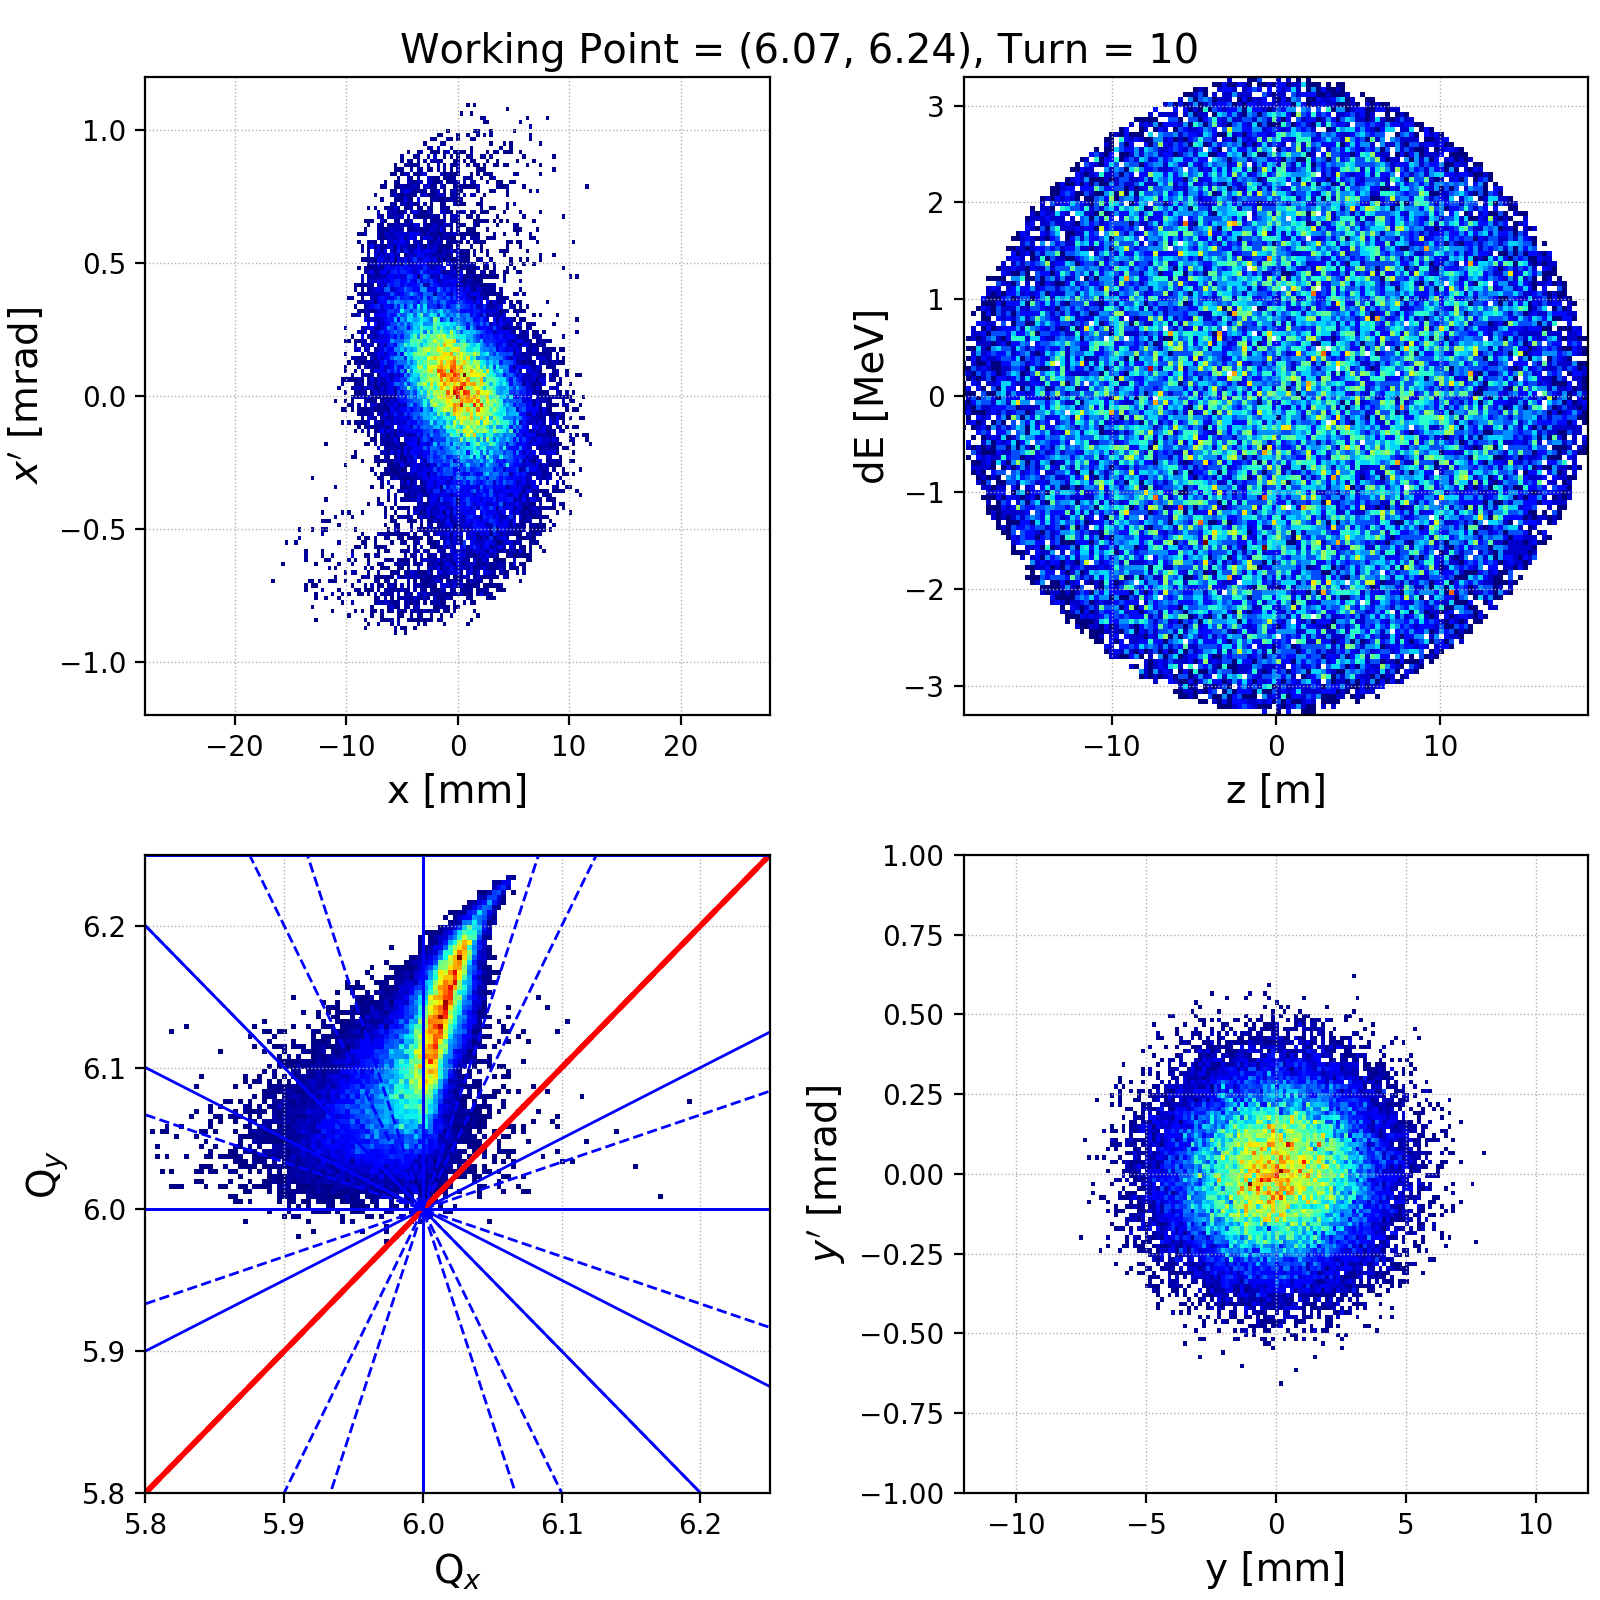 Working Point = (6.07, 6.24), Turn = 10
1.0
0.5
0.0
−0.5
−1.0
x′ [mrad]
−20 −10 0 10 20
x [mm]
3
2
1
0
−1
−2
−3
dE [MeV]
−10 0 10
z [m]
6.2
6.1
6.0
5.9
5.8
Qy
5.8 5.9 6.0 6.1 6.2
Qx
1.00
0.75
0.50
0.25
0.00
−0.25
−0.50
−0.75
−1.00
y′ [mrad]
−10 −5 0 5 10
y [mm]